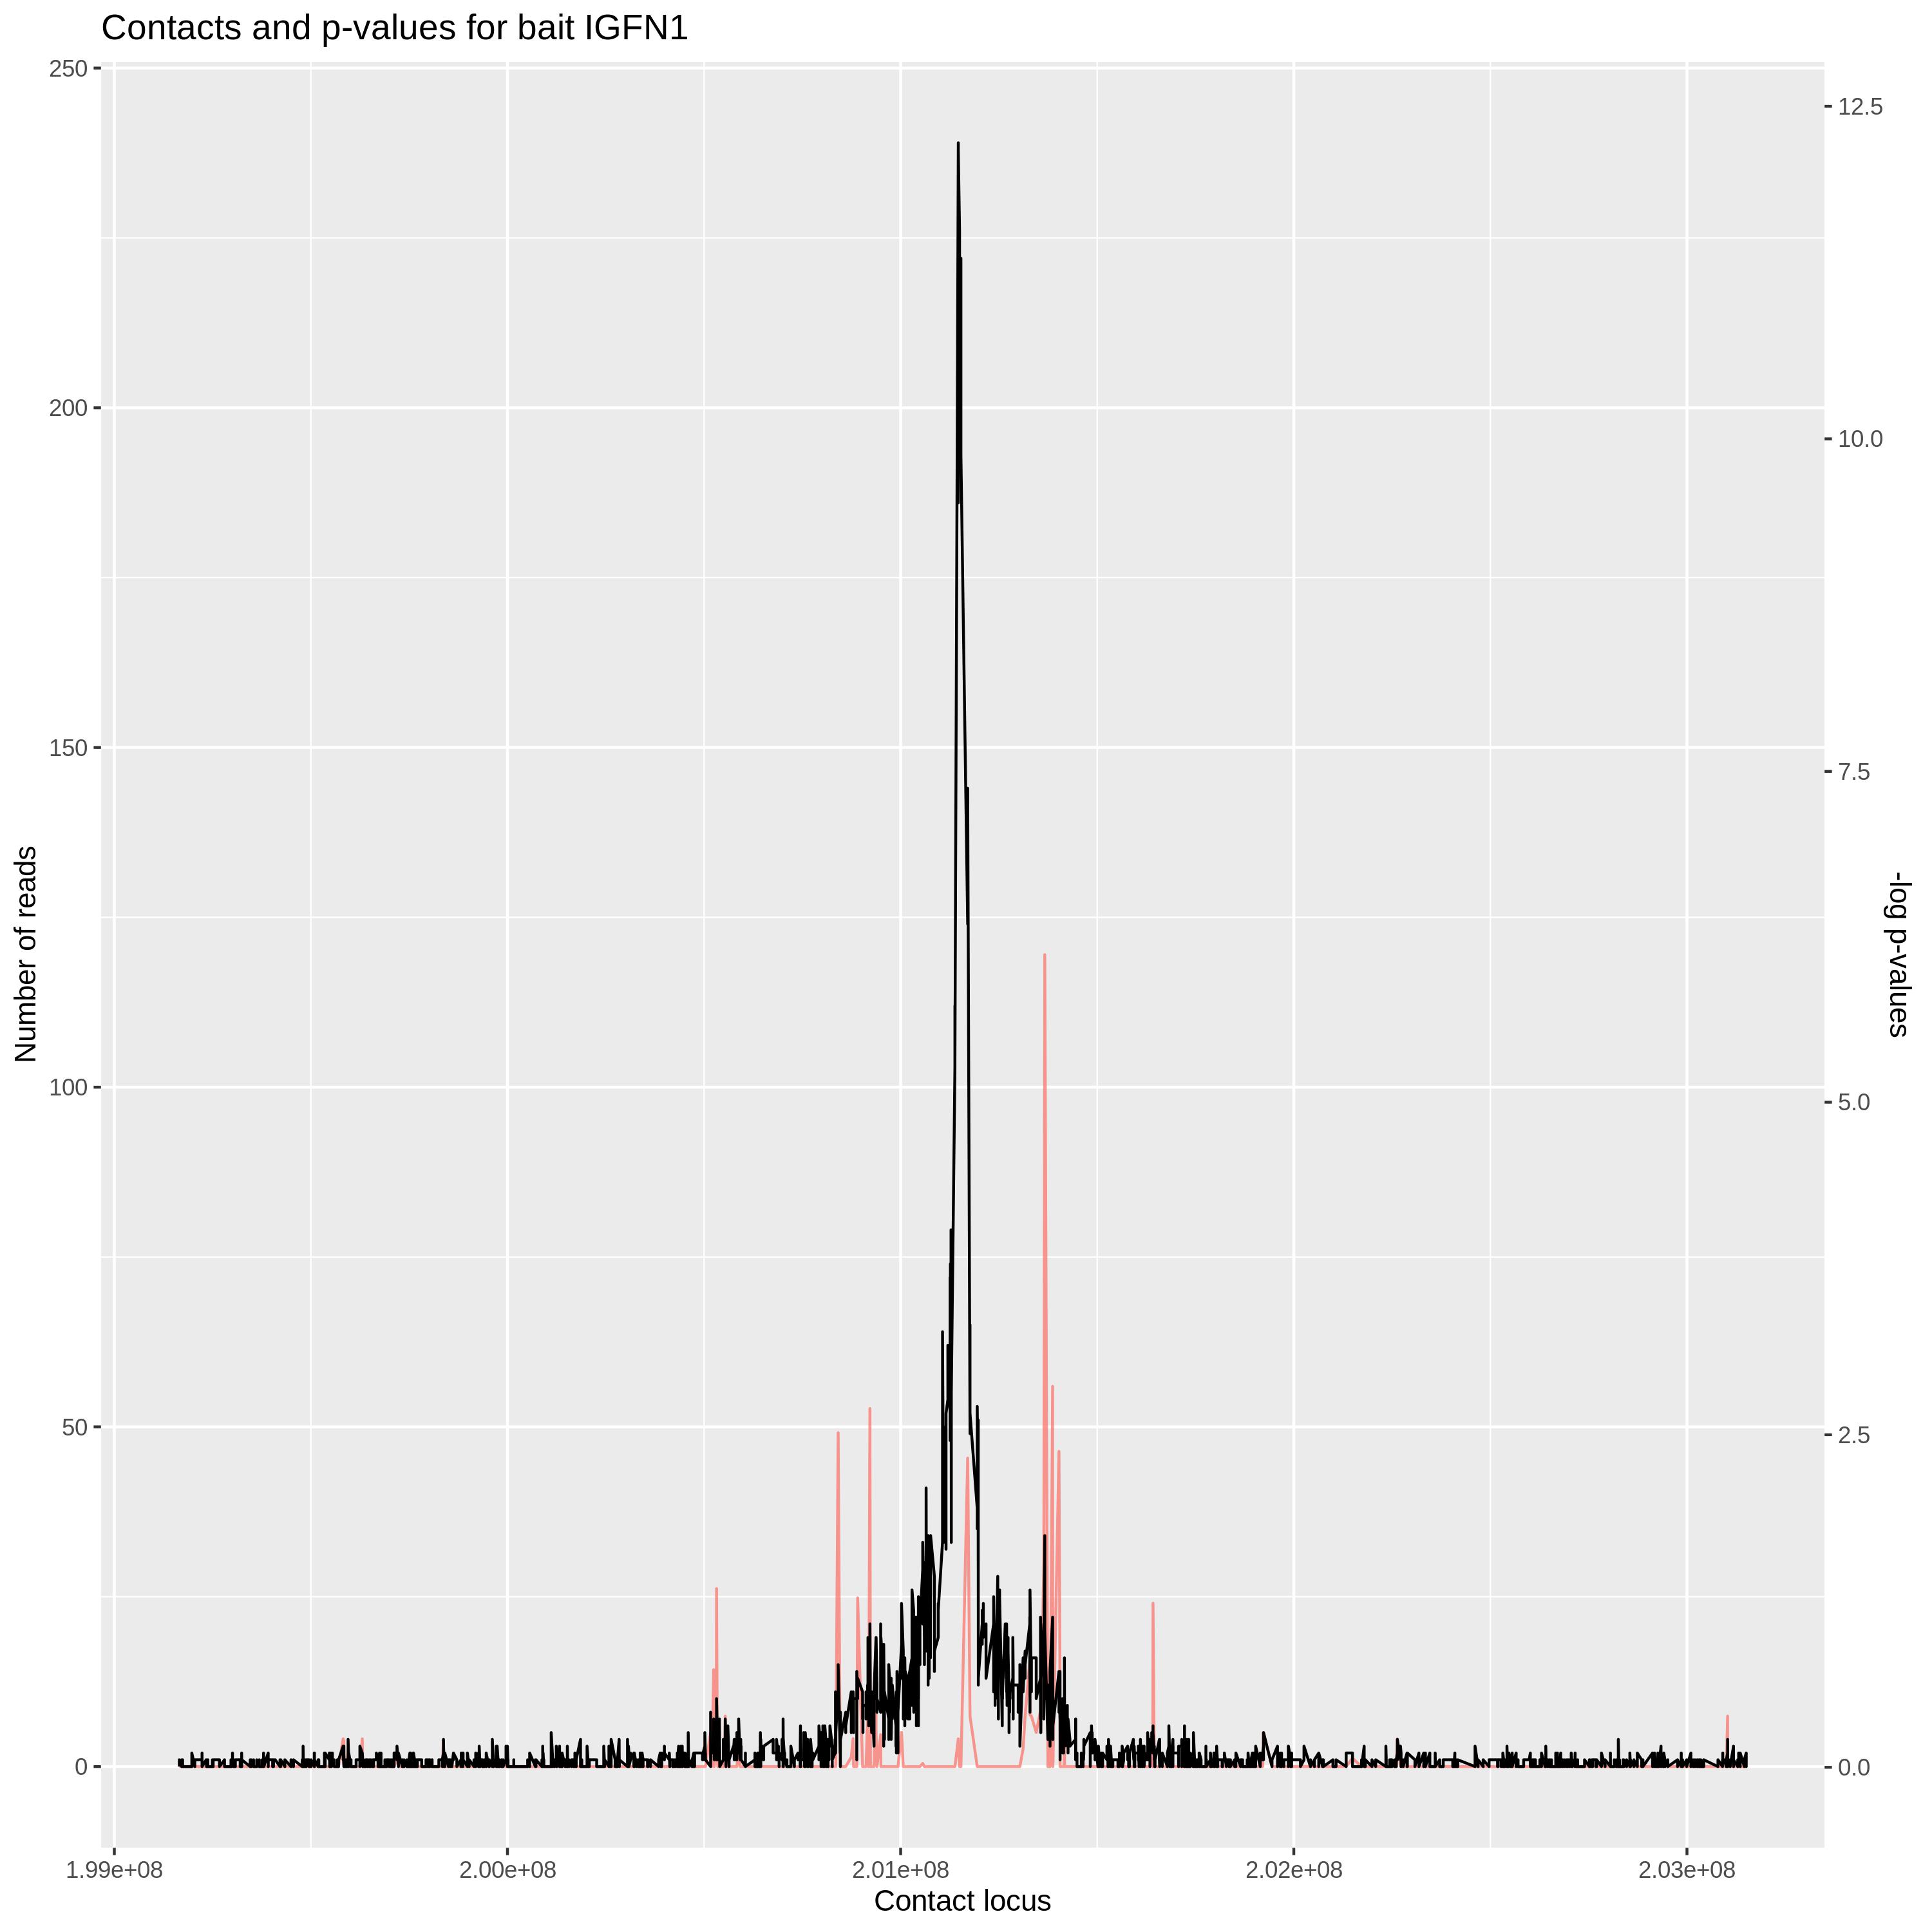 Contacts and p-values for bait IGFN1
250
200
150
100
50
0
Number of reads
12.5
10.0
7.5
5.0
2.5
0.0
-log p-values
1.99e+08
2.00e+08
2.01e+08
2.02e+08
2.03e+08
Contact locus